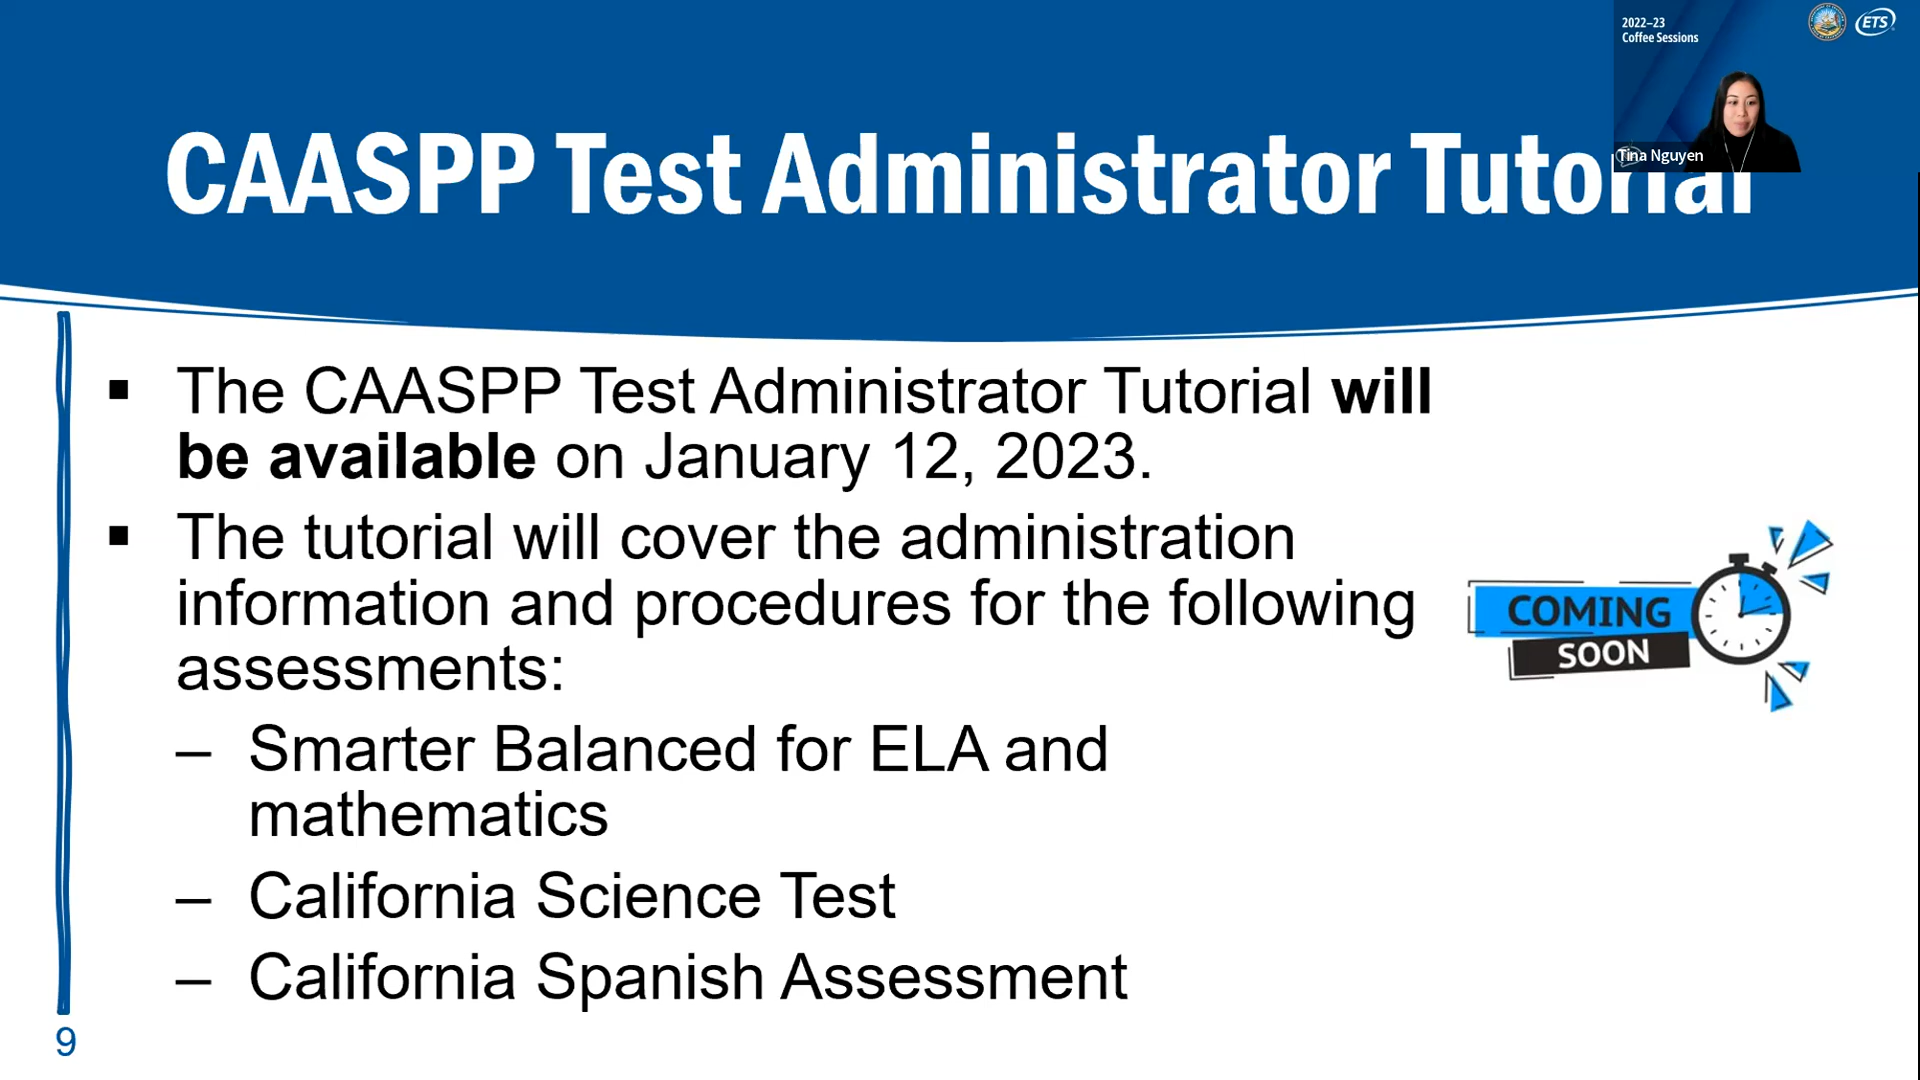 2022–23
Coffee Sessions
ETS
Tina Nguyen
CAASPP Test Administrator Tutorial
▪ The CAASPP Test Administrator Tutorial will
be available on January 12, 2023.
▪ The tutorial will cover the administration
information and procedures for the following
assessments:
– Smarter Balanced for ELA and
mathematics
– California Science Test
– California Spanish Assessment
COMING
SOON
9